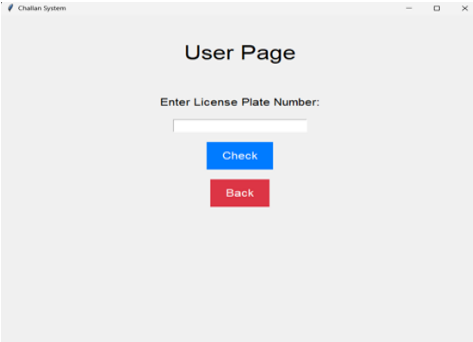 Challan System
User Page
Enter License Plate Number:
Check
Back